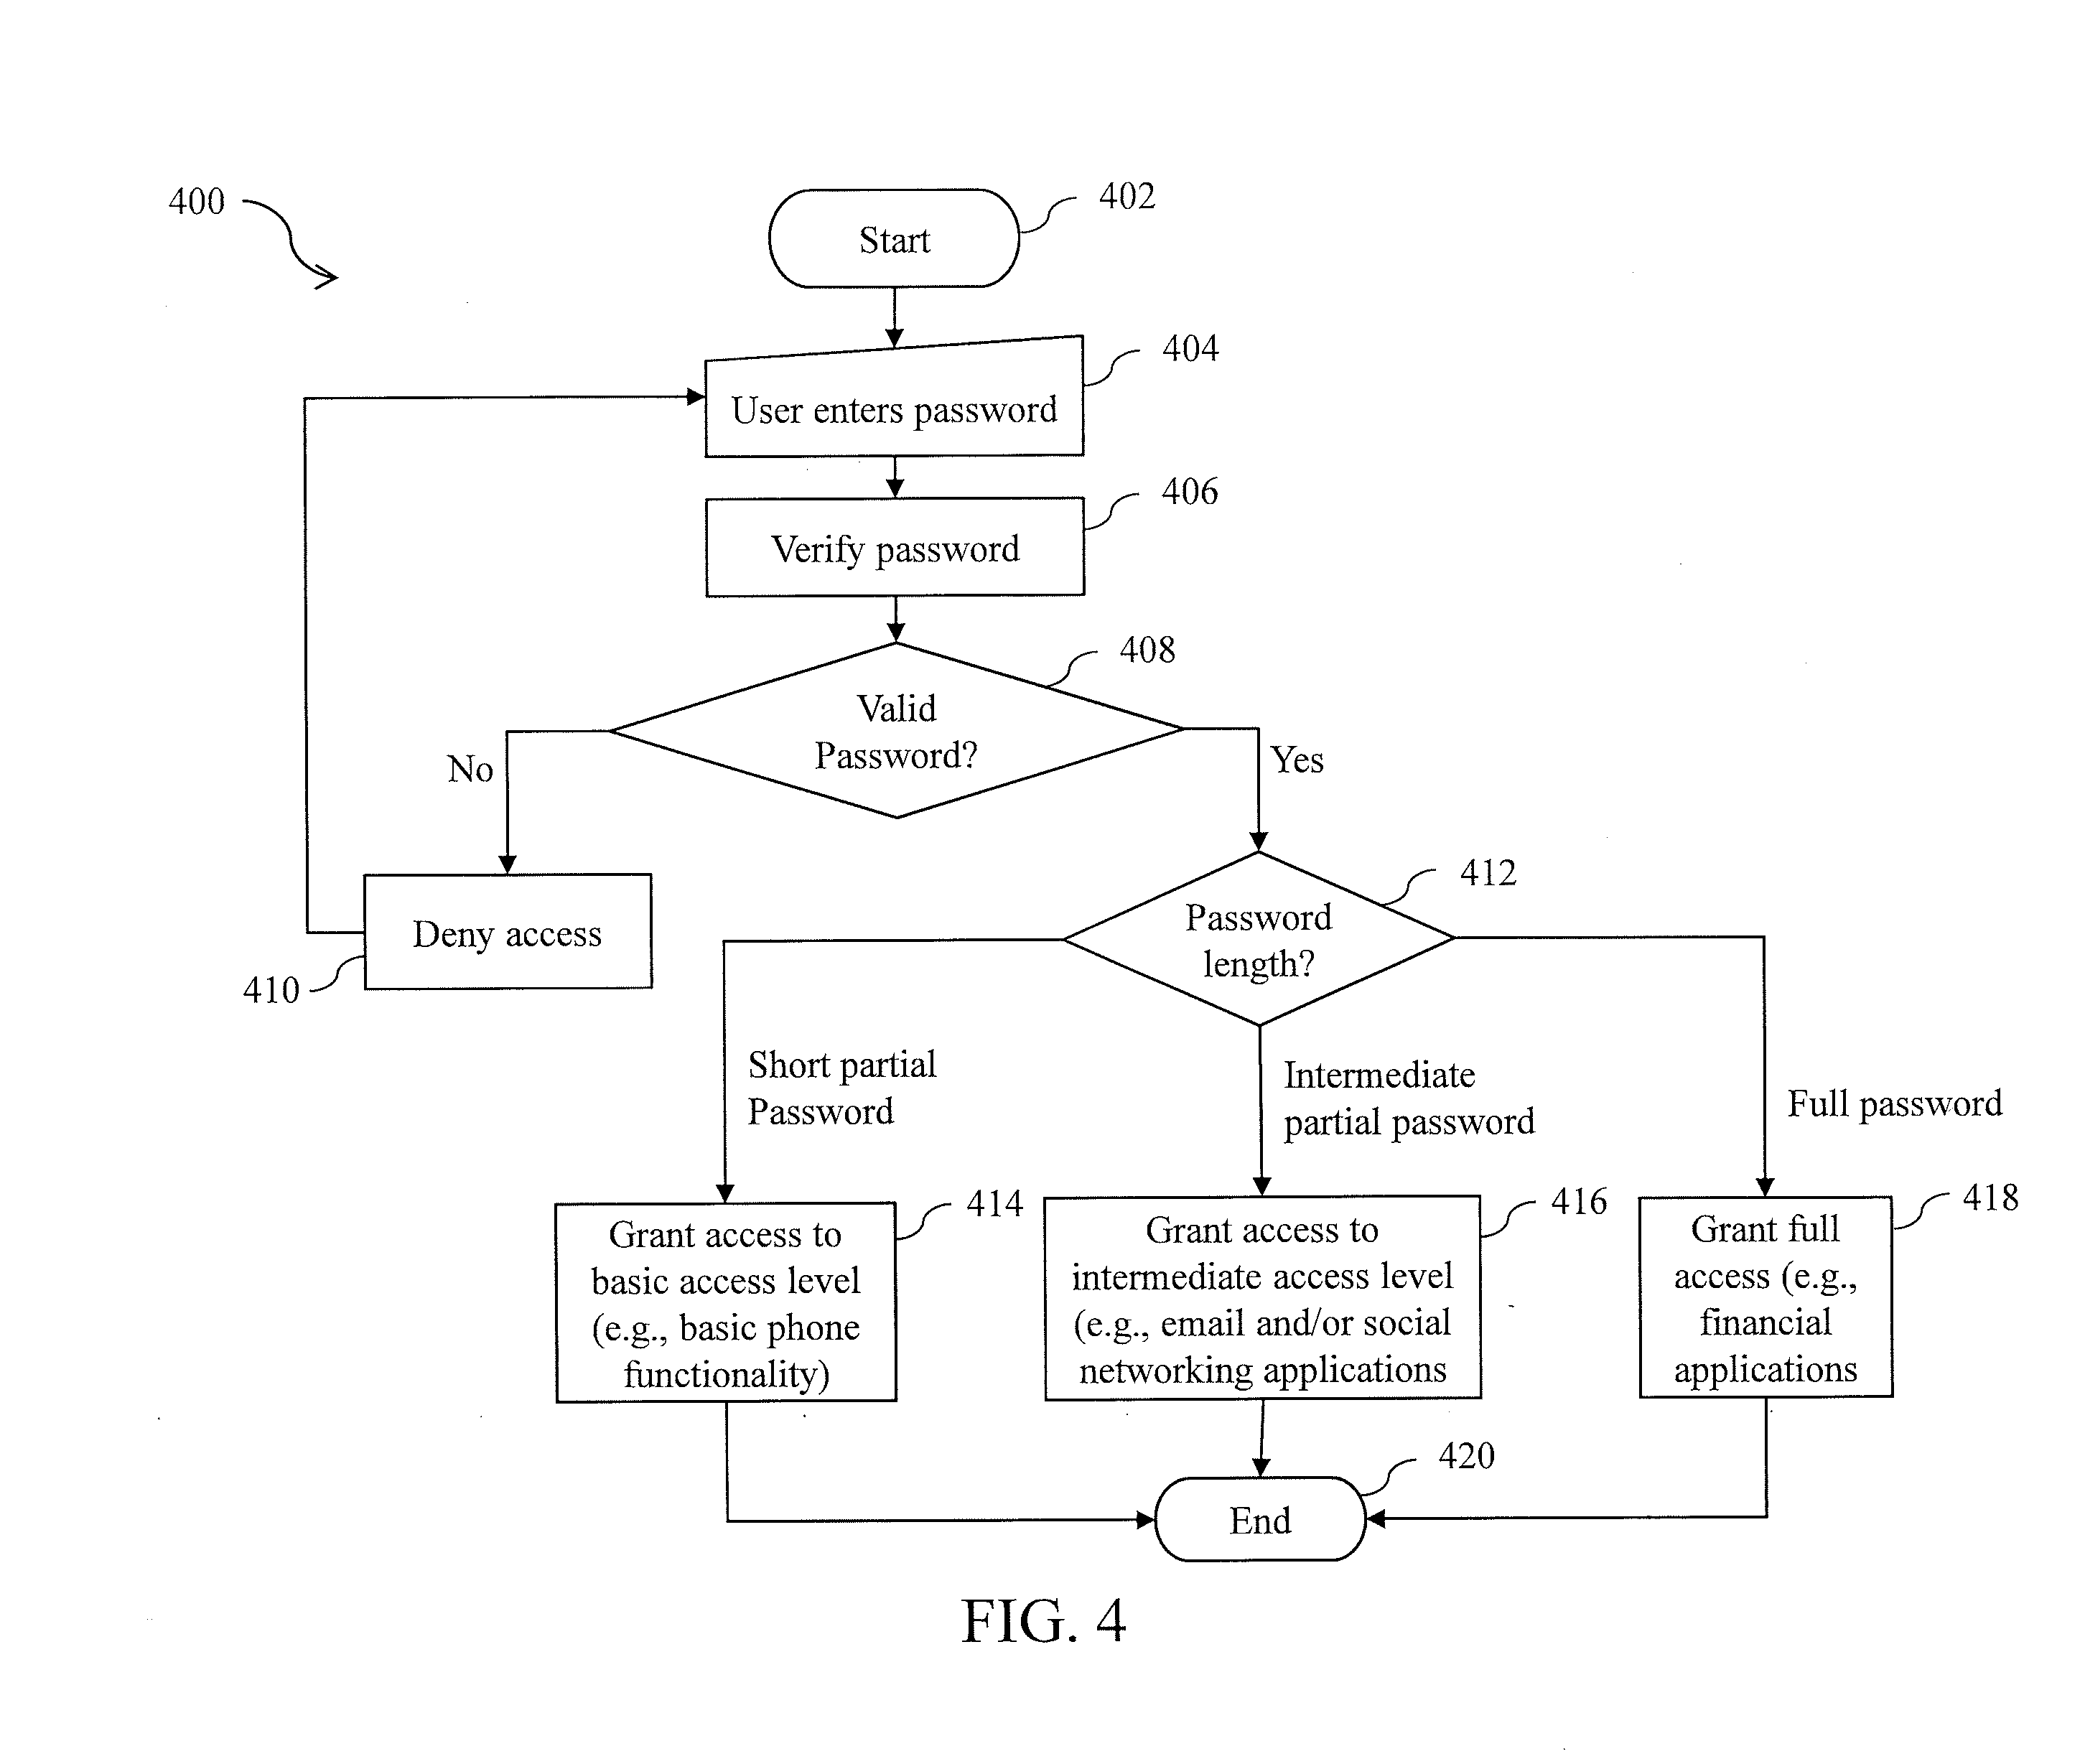 400
402
Start
404
User enters password
406
Verify password
408
Valid
Password?
No
Yes
412
Password
length?
Deny access
410
Short partial
Password
Intermediate
partial password
Full password
414
Grant access to
basic access level
(e.g., basic phone
functionality)
416
Grant access to
intermediate access level
(e.g., email and/or social
networking applications
418
Grant full
access (e.g.,
financial
applications
420
End
FIG. 4